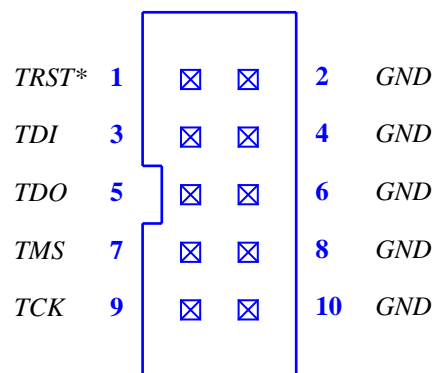 TRST* 1 2 GND
TDI 3 4 GND
TDO 5 6 GND
TMS 7 8 GND
TCK 9 10 GND